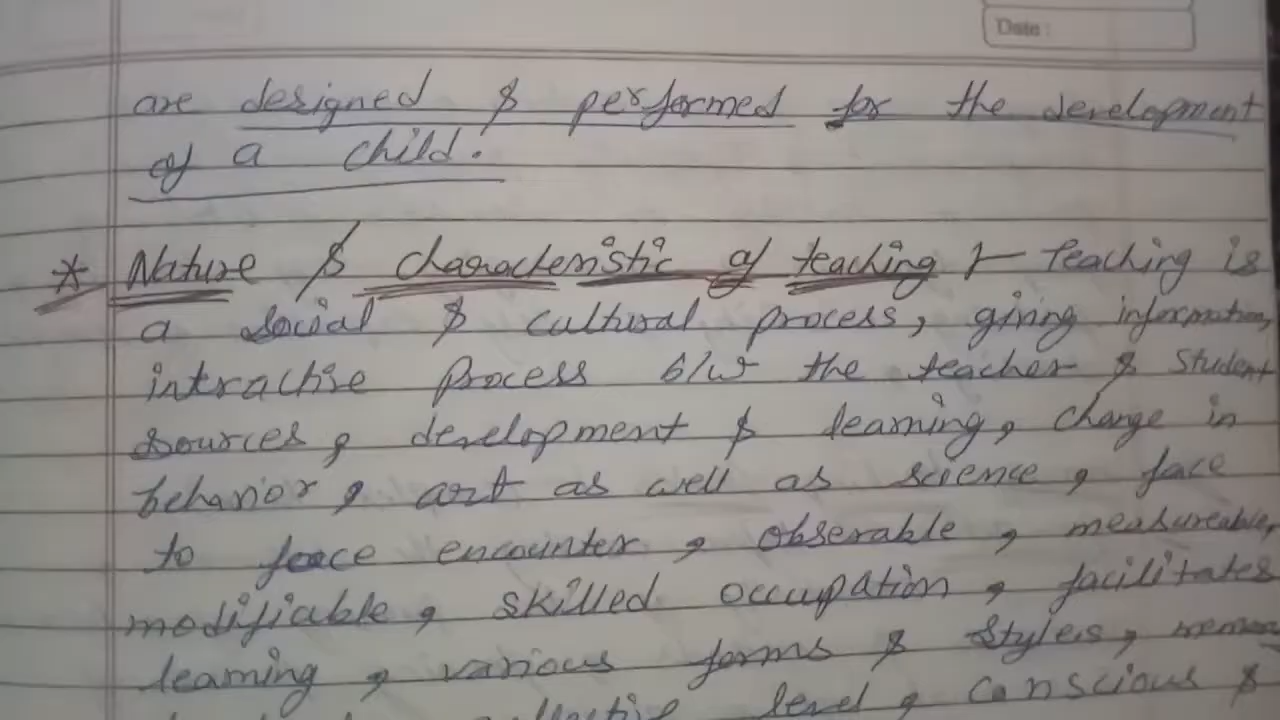 Date :
are designed & performed for the development
of a child.
* Nature & characteristic of teaching :- Teaching is
a social & cultural process, giving information,
intractive process b/w the teacher & student
sources, development & learning, change in
behavior, art as well as science, face
to face encounter, obserable, measureable,
modifiable, skilled occupation, facilitates
learning, various forms & styles,
level, conscious &